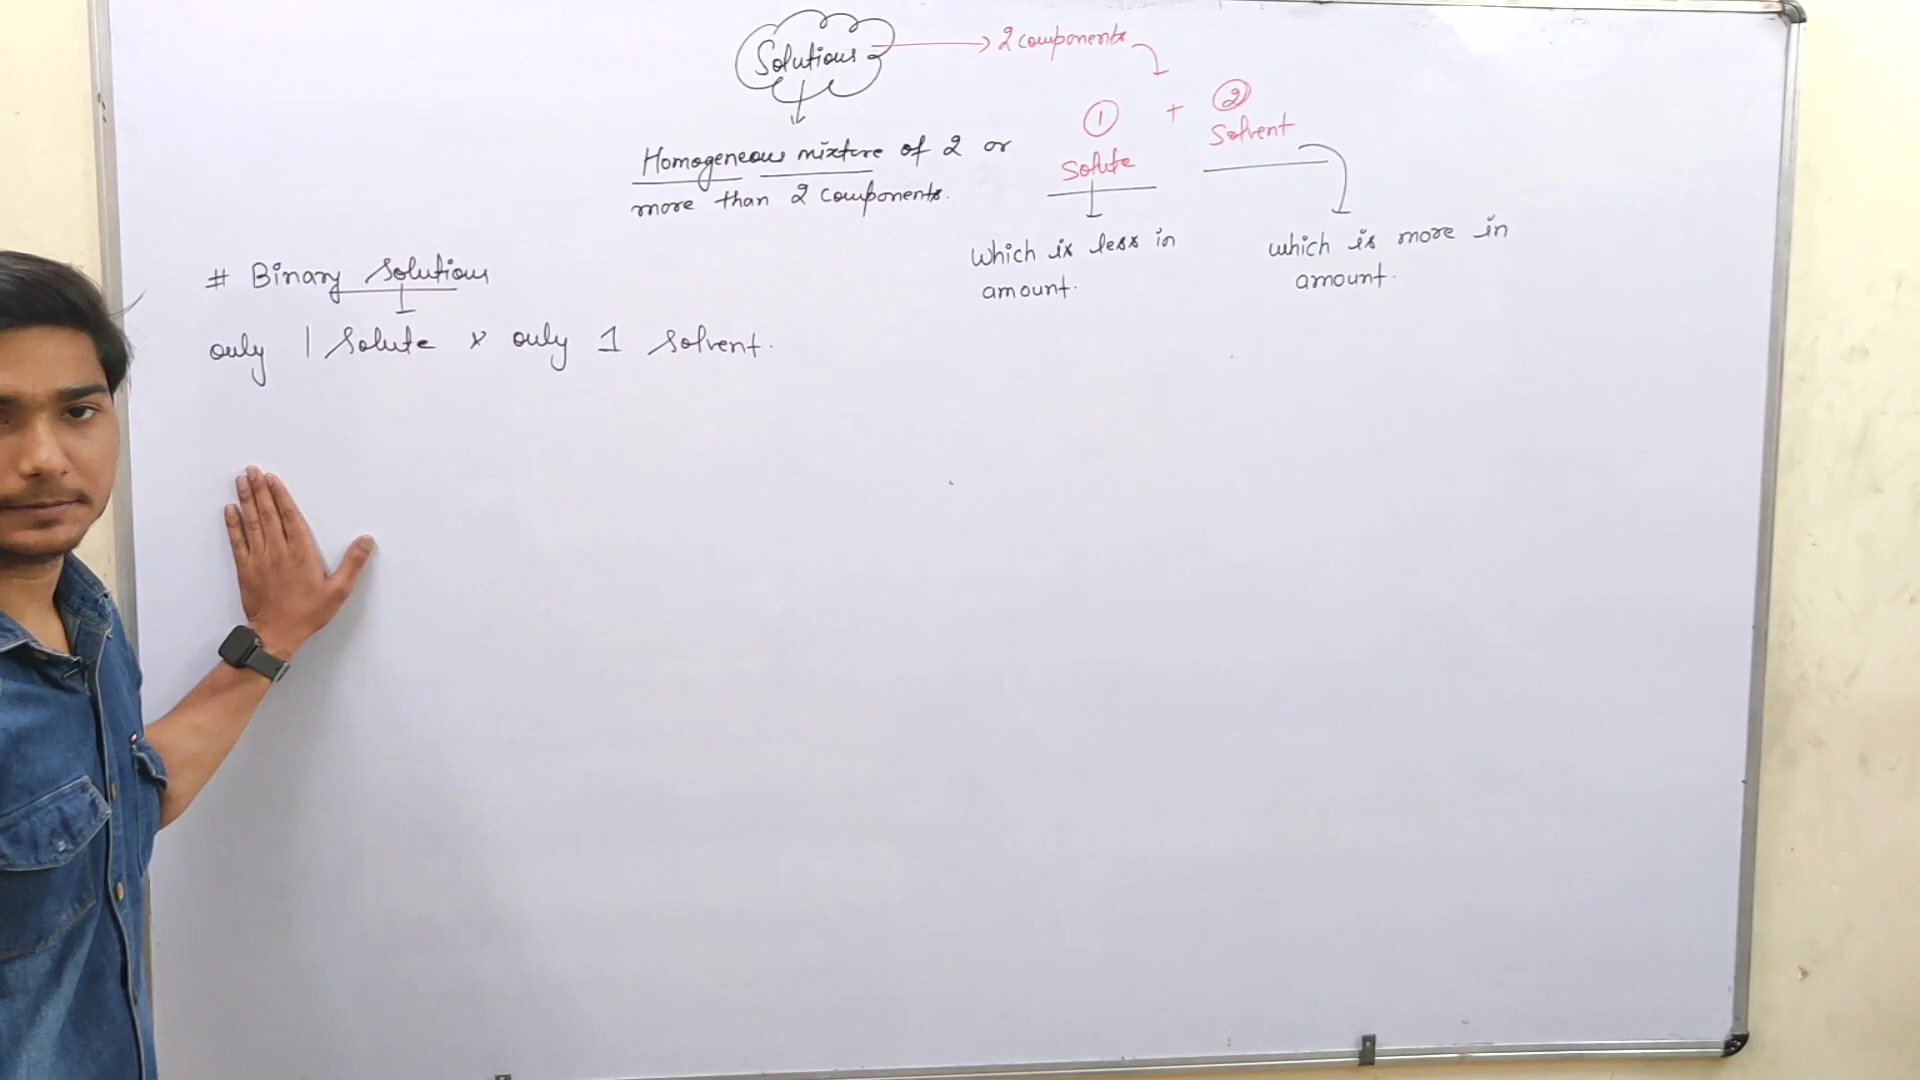 Solutions → 2 components
① + ②
Solute Solvent
Homogeneous mixture of 2 or
more than 2 components.
which is less in
amount.
which is more in
amount.
# Binary Solutions
only 1 Solute & only 1 Solvent.